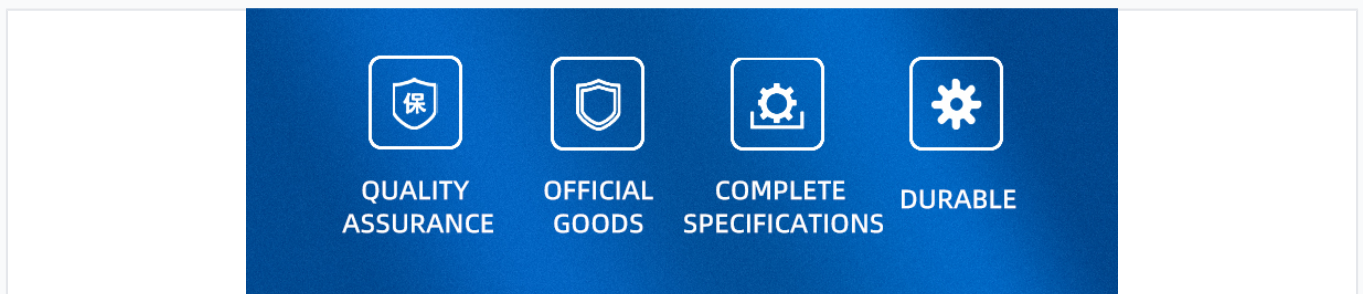 保
QUALITY
ASSURANCE
OFFICIAL
GOODS
COMPLETE
SPECIFICATIONS
DURABLE